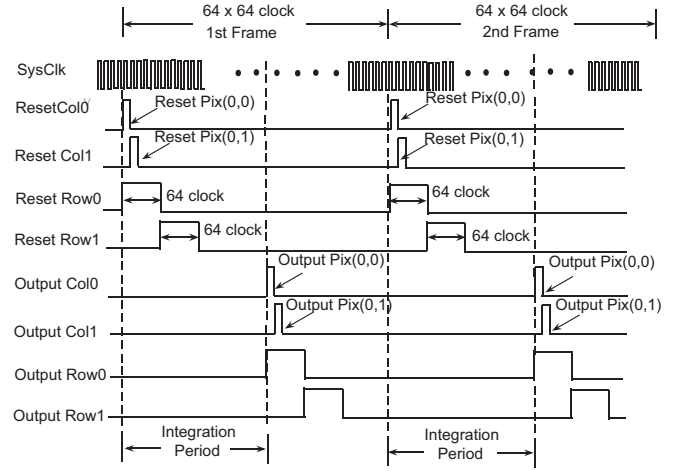 64 x 64 clock 64 x 64 clock
1st Frame 2nd Frame
SysClk
ResetCol0 Reset Pix(0,0) Reset Pix(0,0)
Reset Col1 Reset Pix(0,1) Reset Pix(0,1)
Reset Row0 64 clock 64 clock
Reset Row1 64 clock 64 clock
Output Col0 Output Pix(0,0) Output Pix(0,0)
Output Col1 Output Pix(0,1) Output Pix(0,1)
Output Row0
Output Row1
Integration Integration
Period Period